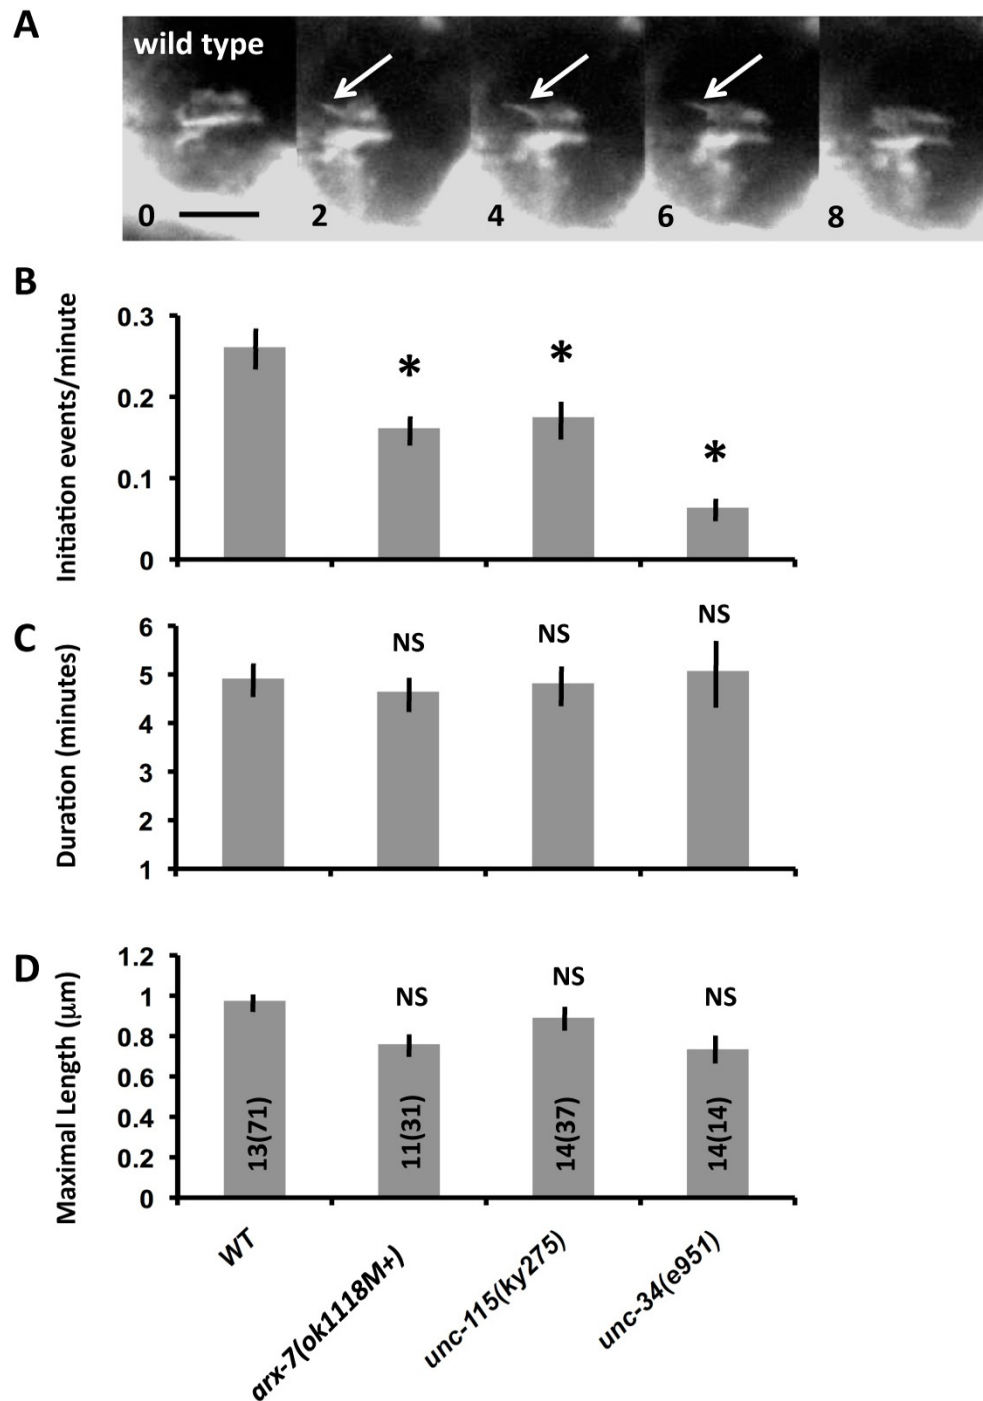 A
wild type
0 2 4 6 8
B
Initiation events/minute
0.3
0.2
0.1
0
*
*
*
C
Duration (minutes)
6
5
4
3
2
1
NS
NS
NS
D
Maximal Length (µm)
1.2
1
0.8
0.6
0.4
0.2
0
NS
NS
NS
13(71)
11(31)
14(37)
14(14)
WT
arx-7(ok1118M+)
unc-115(ky275)
unc-34(e951)